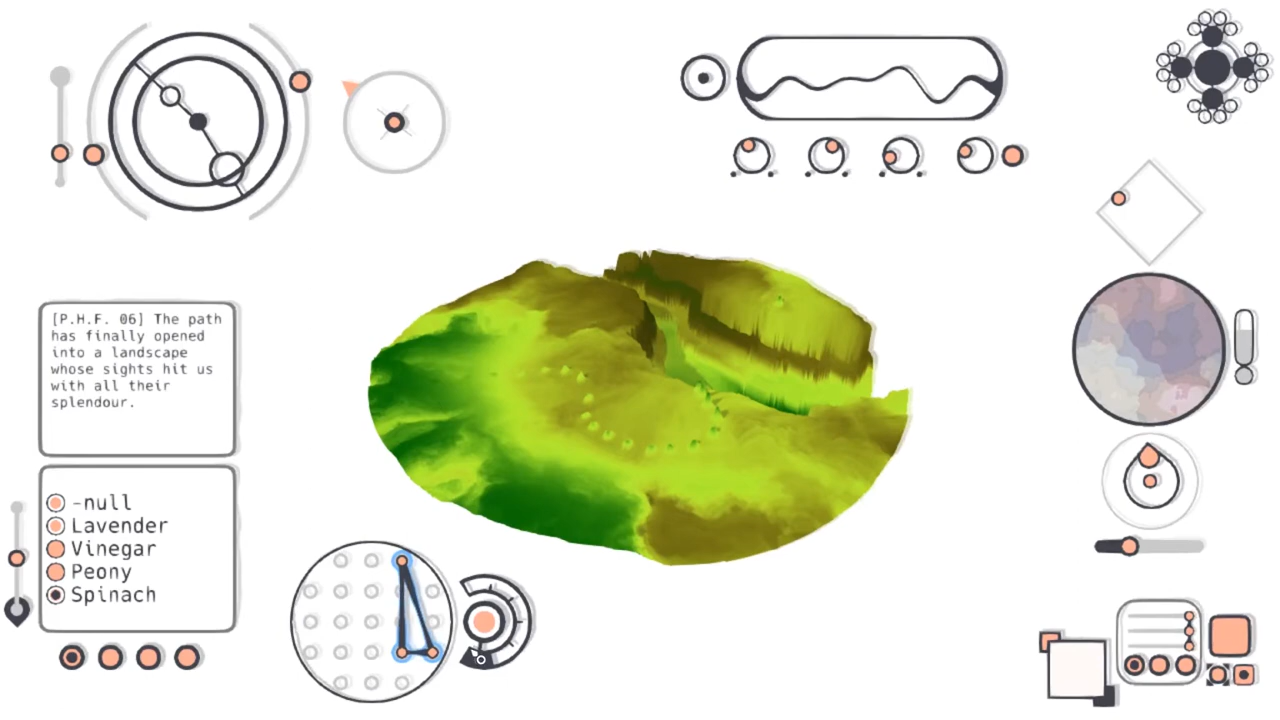 [P.H.F. 06] The path
has finally opened
into a landscape
whose sights hit us
with all their
splendour.
-null
Lavender
Vinegar
Peony
Spinach